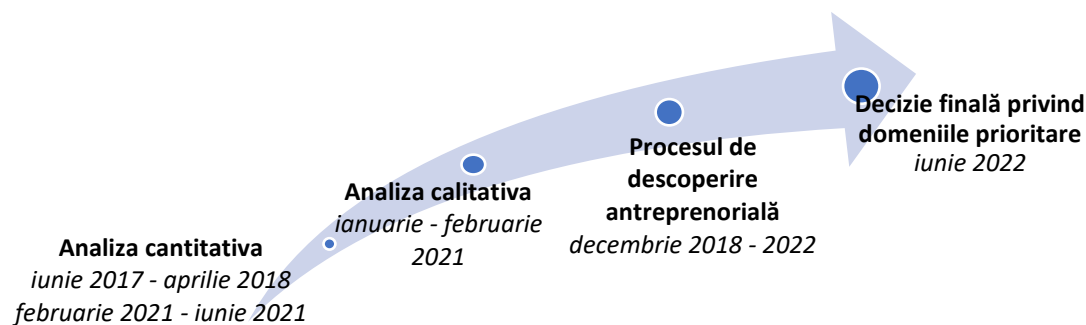 Analiza cantitativa
iunie 2017 - aprilie 2018
februarie 2021 - iunie 2021
Analiza calitativa
ianuarie - februarie
2021
Procesul de
descoperire
antreprenorială
decembrie 2018 - 2022
Decizie finală privind
domeniile prioritare
iunie 2022